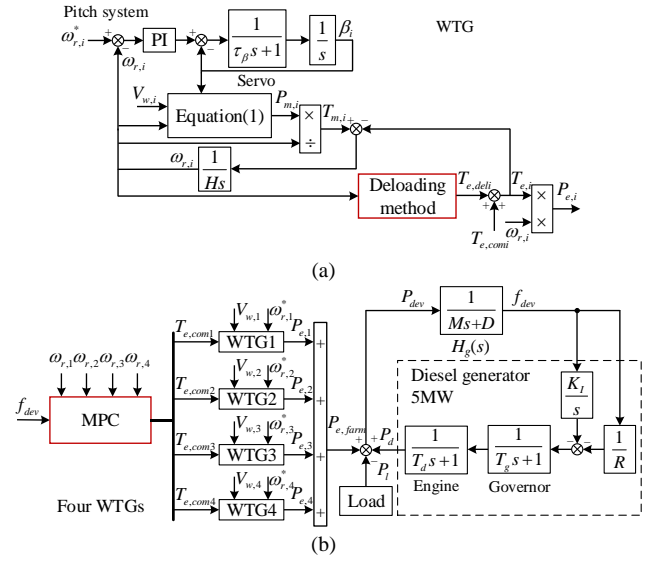 Pitch system
WTG
ω*r,i + − PI + − 1/(τβ s+1) 1/s βi
ωr,i
Servo
Vw,i Equation(1) Pm,i × ÷ Tm,i + −
ωr,i 1/Hs
Deloading method Te,deli Te,i × × Pe,i
+ +
Te,comi ωr,i
(a)
Vw,1 ω*r,1
Te,com1 WTG1 Pe,1 +
Vw,2 ω*r,2
Te,com2 WTG2 Pe,2 +
Vw,3 ω*r,3
Te,com3 WTG3 Pe,3 +
Vw,4 ω*r,4
Te,com4 WTG4 Pe,4 +
ωr,1 ωr,2 ωr,3 ωr,4
fdev MPC
Four WTGs
Pdev 1/(Ms+D) fdev
Hg(s)
Diesel generator
5MW
KI/s
Pe,farm + + Pd 1/(Td s+1) 1/(Tg s+1) − − 1/R
− Pl
Engine Governor
Load
(b)